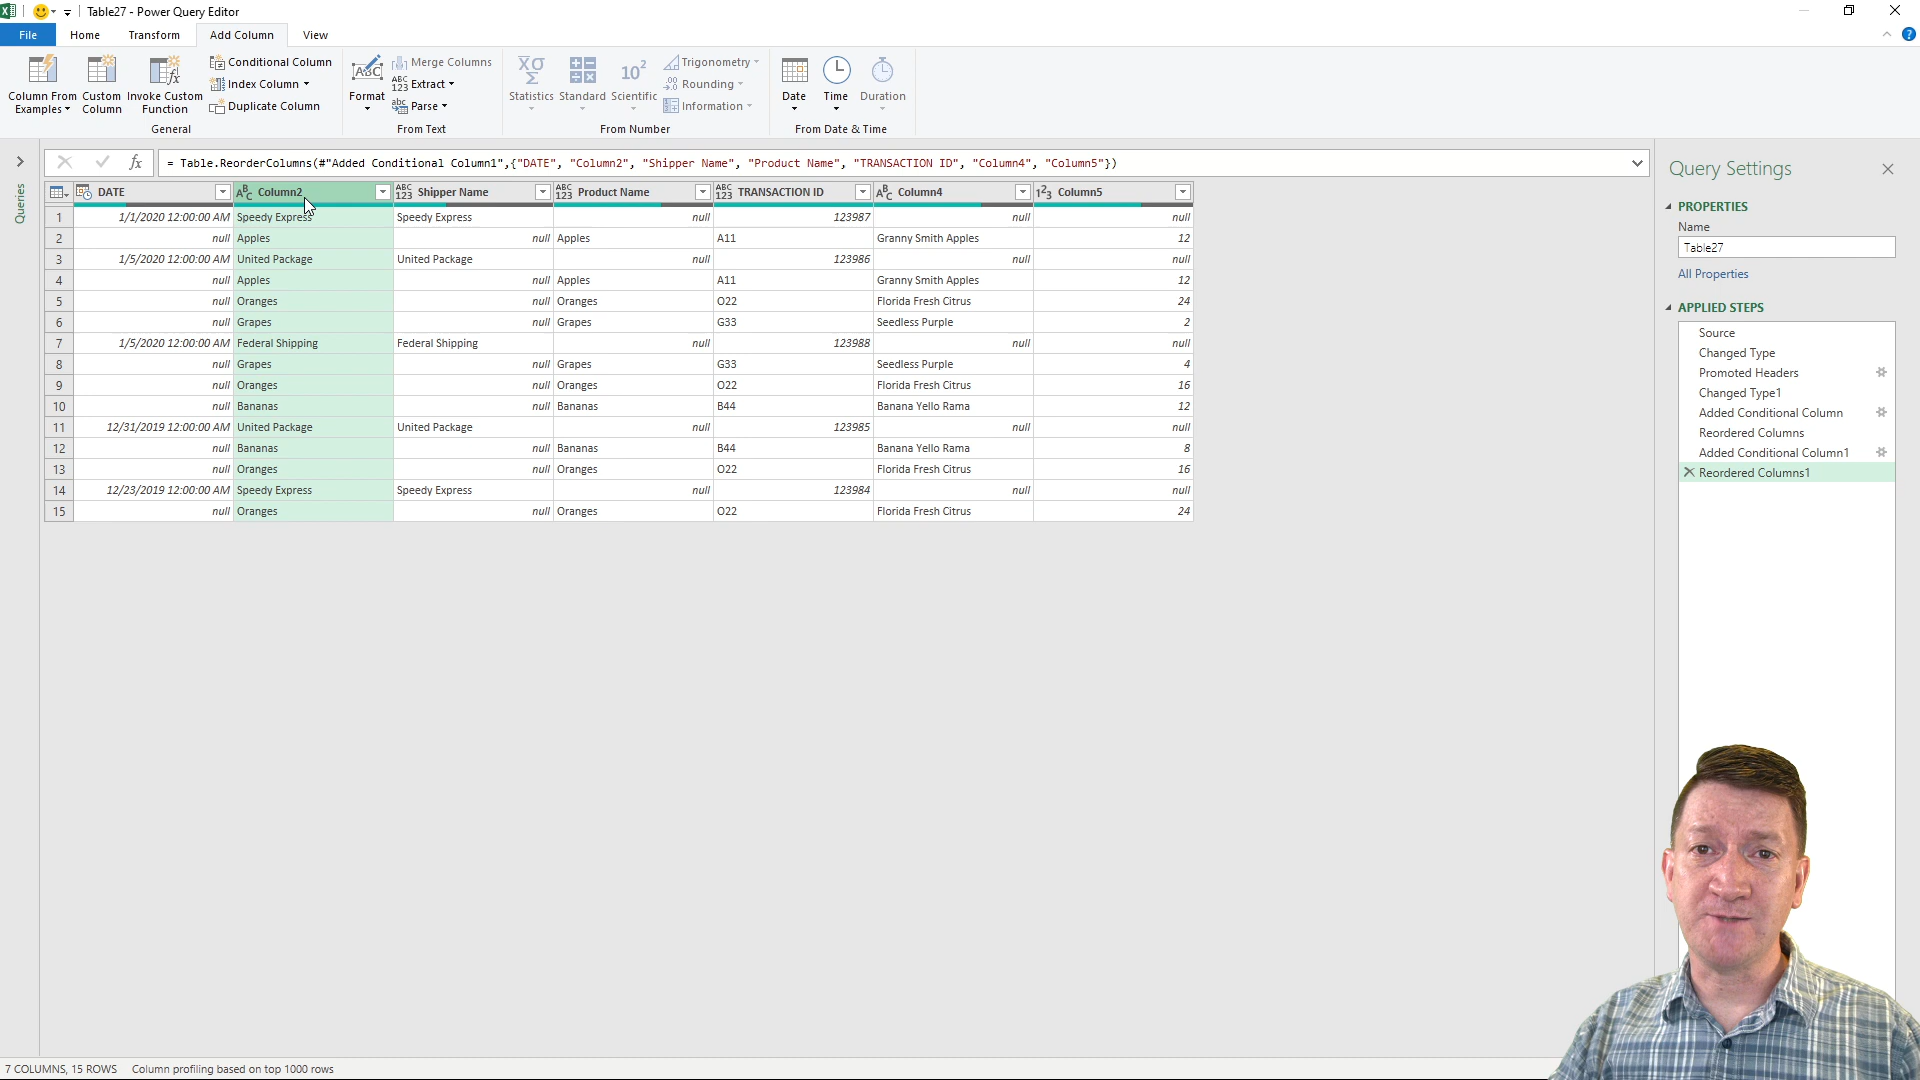 Table27 - Power Query Editor
File Home Transform Add Column View
Column From Examples
Custom Column
Invoke Custom Function
Conditional Column
Index Column
Duplicate Column
General
Format
Merge Columns
Extract
Parse
From Text
Statistics
Standard
Scientific
Trigonometry
Rounding
Information
From Number
Date
Time
Duration
From Date & Time
Queries
= Table.ReorderColumns(#"Added Conditional Column1",{"DATE", "Column2", "Shipper Name", "Product Name", "TRANSACTION ID", "Column4", "Column5"})
DATE Column2 Shipper Name Product Name TRANSACTION ID Column4 Column5
1 1/1/2020 12:00:00 AM Speedy Express Speedy Express null 123987 null null
2 null Apples null Apples A11 Granny Smith Apples 12
3 1/5/2020 12:00:00 AM United Package United Package null 123986 null null
4 null Apples null Apples A11 Granny Smith Apples 12
5 null Oranges null Oranges O22 Florida Fresh Citrus 24
6 null Grapes null Grapes G33 Seedless Purple 2
7 1/5/2020 12:00:00 AM Federal Shipping Federal Shipping null 123988 null null
8 null Grapes null Grapes G33 Seedless Purple 4
9 null Oranges null Oranges O22 Florida Fresh Citrus 16
10 null Bananas null Bananas B44 Banana Yello Rama 12
11 12/31/2019 12:00:00 AM United Package United Package null 123985 null null
12 null Bananas null Bananas B44 Banana Yello Rama 8
13 null Oranges null Oranges O22 Florida Fresh Citrus 16
14 12/23/2019 12:00:00 AM Speedy Express Speedy Express null 123984 null null
15 null Oranges null Oranges O22 Florida Fresh Citrus 24
Query Settings
PROPERTIES
Name
Table27
All Properties
APPLIED STEPS
Source
Changed Type
Promoted Headers
Changed Type1
Added Conditional Column
Reordered Columns
Added Conditional Column1
Reordered Columns1
7 COLUMNS, 15 ROWS Column profiling based on top 1000 rows